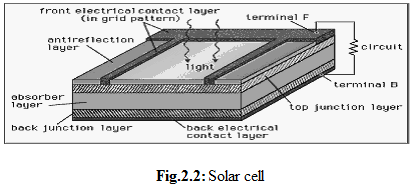 front electrical contact layer
(in grid pattern)
terminal F
antireflection
layer
light
circuit
terminal B
absorber
layer
top junction layer
back junction layer
back electrical
contact layer
Fig.2.2: Solar cell